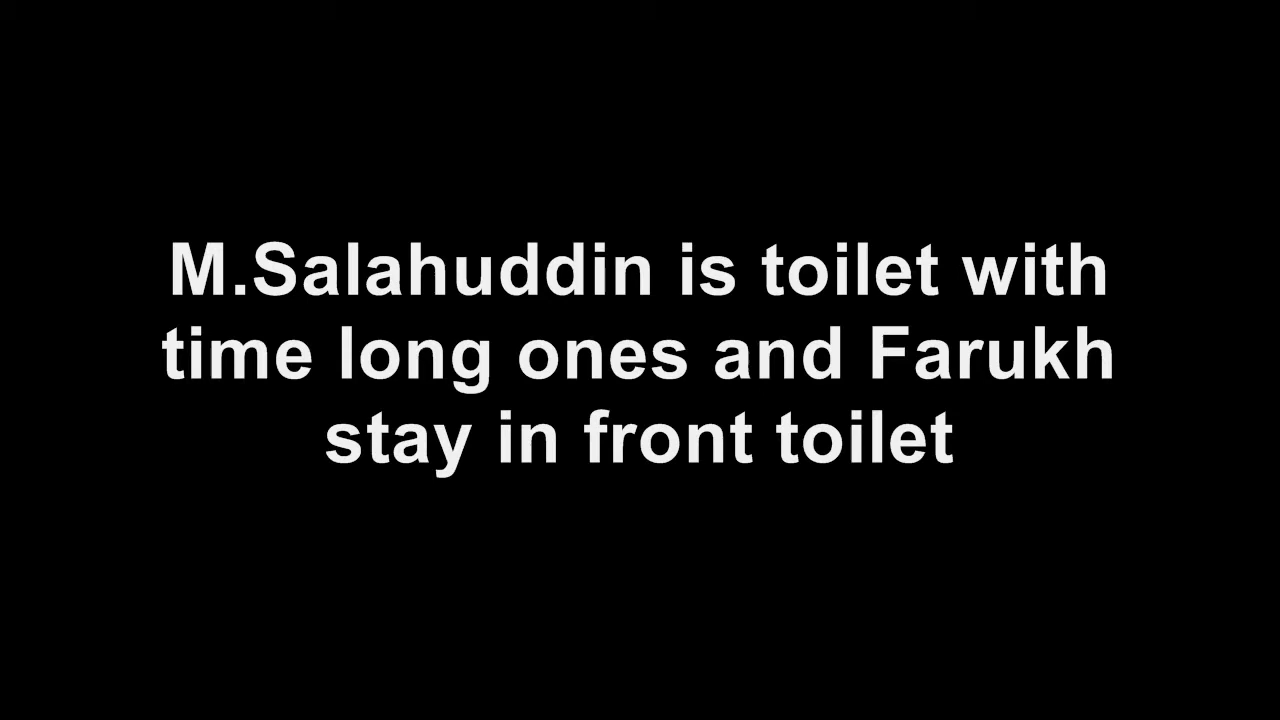 M.Salahuddin is toilet with
time long ones and Farukh
stay in front toilet